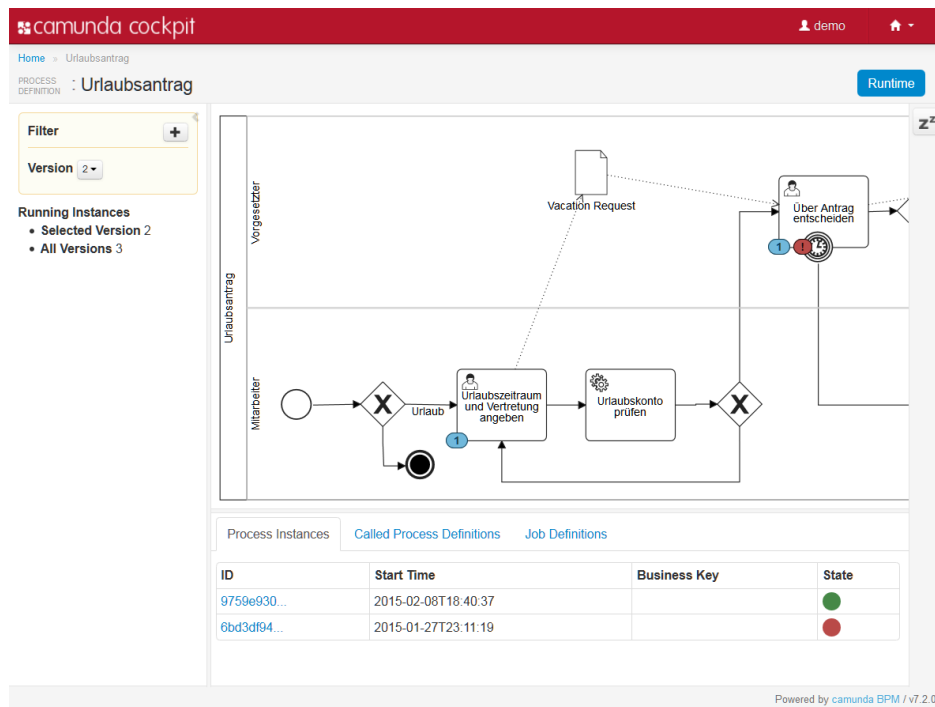 camunda cockpit
demo
Home » Urlaubsantrag
PROCESS DEFINITION : Urlaubsantrag
Runtime
Filter
+
Version 2
Running Instances
• Selected Version 2
• All Versions 3
zz
Urlaubsantrag
Vorgesetzter
Vacation Request
Über Antrag
entscheiden
1
!
Mitarbeiter
X
Urlaub
Urlaubszeitraum
und Vertretung
angeben
1
Urlaubskonto
prüfen
X
Process Instances Called Process Definitions Job Definitions
ID Start Time Business Key State
9759e930... 2015-02-08T18:40:37
6bd3df94... 2015-01-27T23:11:19
Powered by camunda BPM / v7.2.0